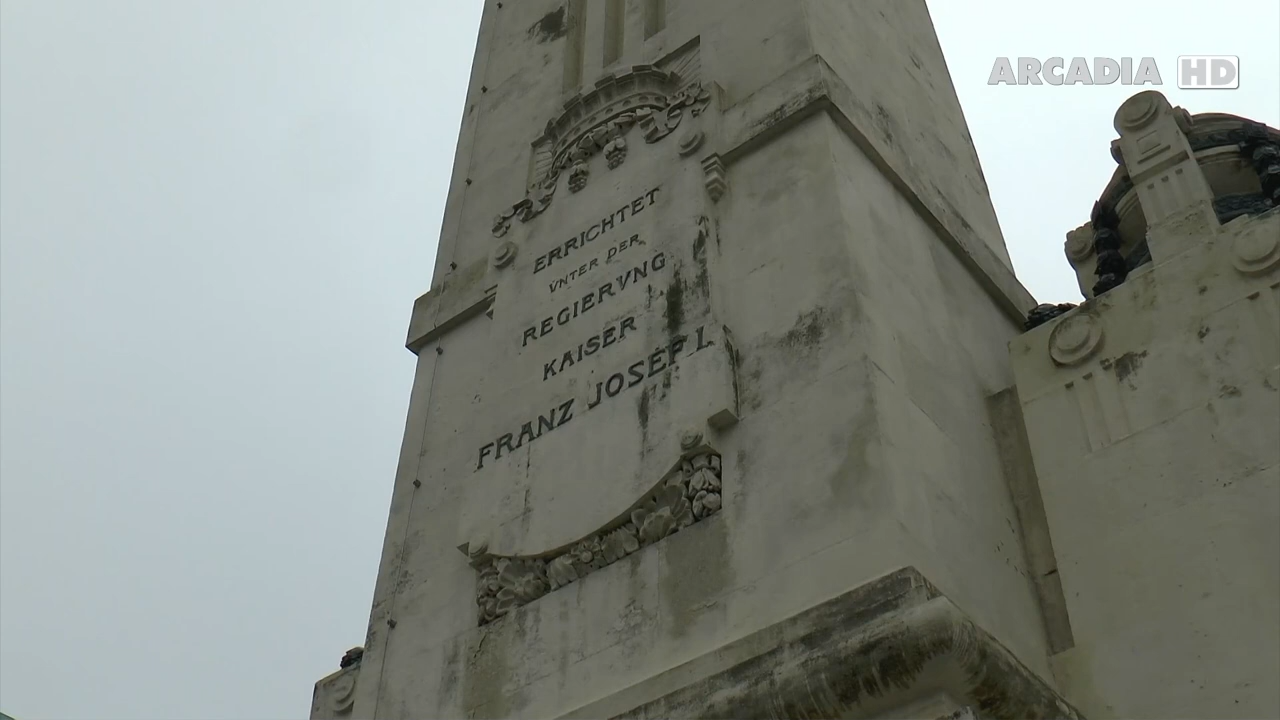 ARCADIA HD
ERRICHTET
VNTER DER
REGIERVNG
KAISER
FRANZ JOSEF I.